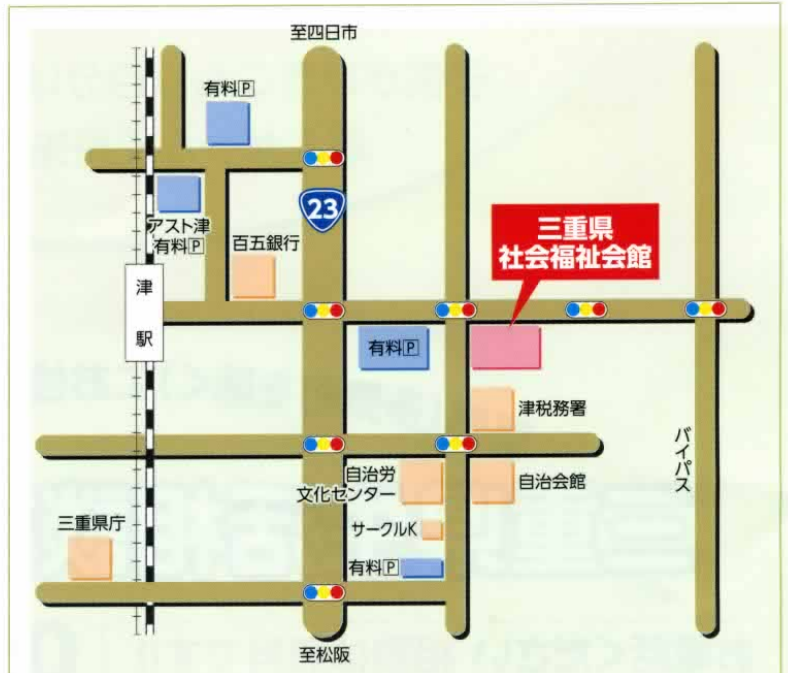 至四日市
有料P
23
アスト津
有料P
百五銀行
三重県
社会福祉会館
津駅
有料P
津税務署
バイパス
自治労
文化センター
自治会館
サークルK
三重県庁
有料P
至松阪